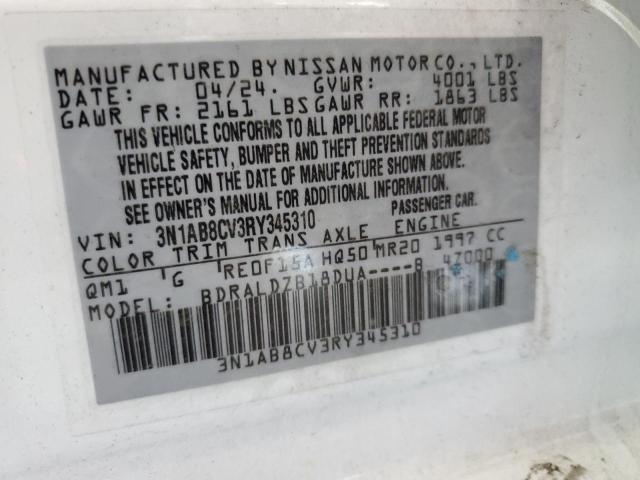 MANUFACTURED BY NISSAN MOTOR CO., LTD.
DATE: 04/24. GVWR: 4001 LBS
GAWR FR: 2161 LBS GAWR RR: 1863 LBS
THIS VEHICLE CONFORMS TO ALL APPLICABLE FEDERAL MOTOR
VEHICLE SAFETY, BUMPER AND THEFT PREVENTION STANDARDS
IN EFFECT ON THE DATE OF MANUFACTURE SHOWN ABOVE.
SEE OWNER'S MANUAL FOR ADDITIONAL INFORMATION.
VIN: 3N1AB8CV3RY345310 PASSENGER CAR.
COLOR TRIM TRANS AXLE ENGINE
QM1 G RE0F15A HQ50 MR20 1997 CC
MODEL: BDRALDZB18DUA----B 47000
3N1AB8CV3RY345310